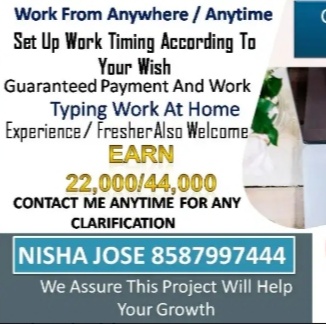 Work From Anywhere / Anytime
Set Up Work Timing According To
Your Wish
Guaranteed Payment And Work
Typing Work At Home
Experience/ Fresher Also Welcome
EARN
22,000/44,000
CONTACT ME ANYTIME FOR ANY
CLARIFICATION
NISHA JOSE 8587997444
We Assure This Project Will Help
Your Growth